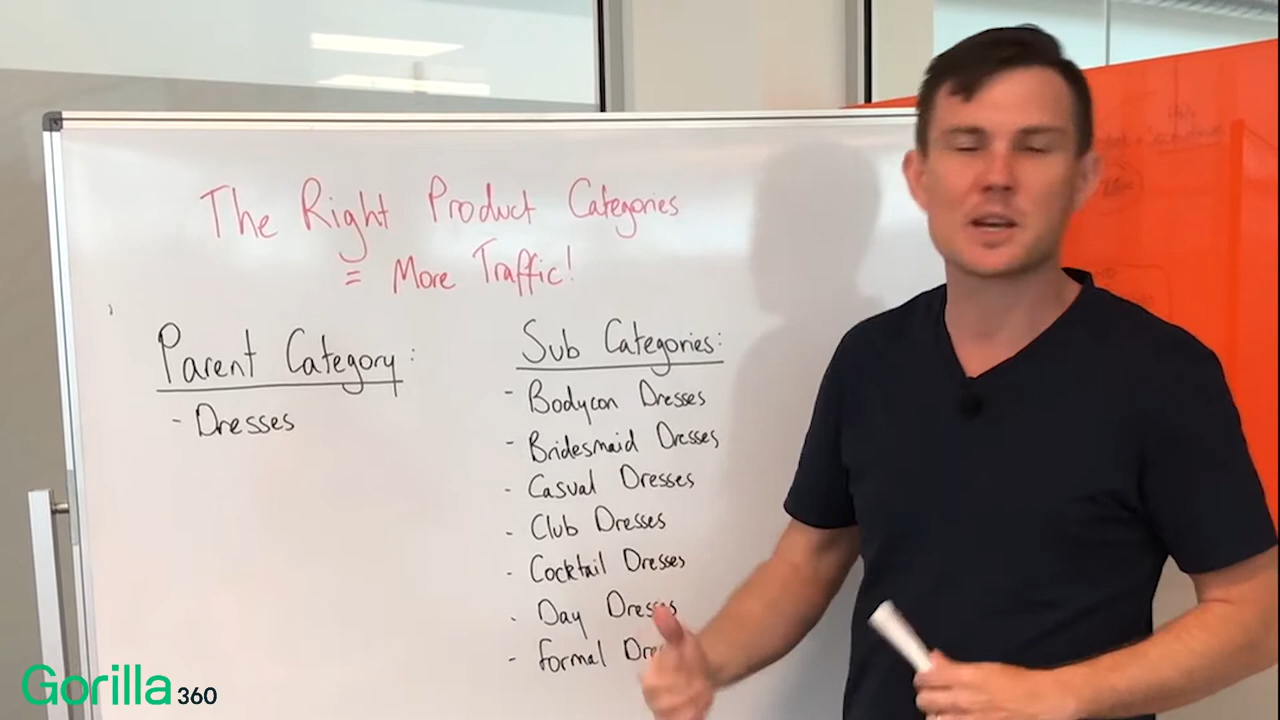 The Right Product Categories
= More Traffic!
Parent Category:
- Dresses
Sub Categories:
- Bodycon Dresses
- Bridesmaid Dresses
- Casual Dresses
- Club Dresses
- Cocktail Dresses
- Day Dresses
- Formal
Gorilla 360